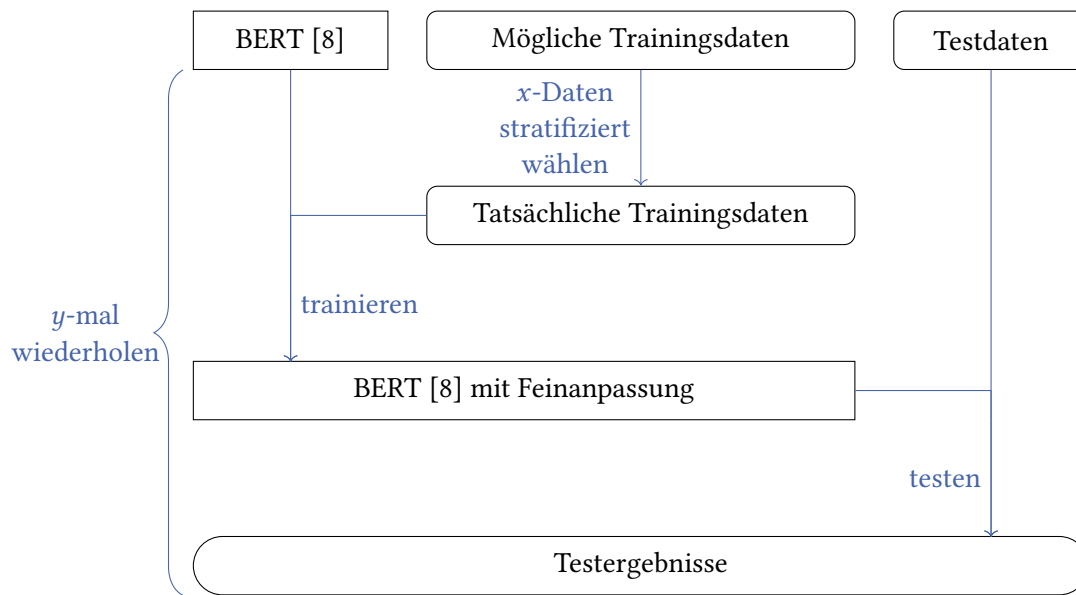 BERT [8]
Mögliche Trainingsdaten
Testdaten
x-Daten
stratifiziert
wählen
Tatsächliche Trainingsdaten
trainieren
y-mal
wiederholen
BERT [8] mit Feinanpassung
testen
Testergebnisse